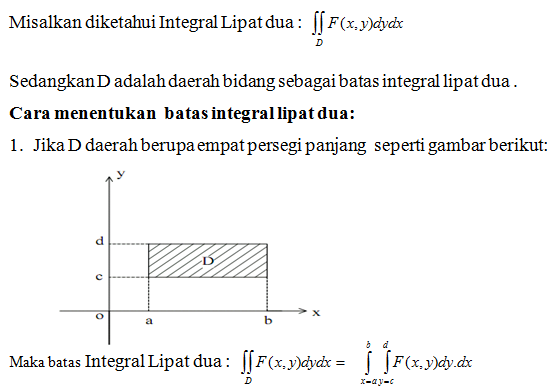 Misalkan diketahui Integral Lipat dua : ∬_D F(x, y)dydx
Sedangkan D adalah daerah bidang sebagai batas integral lipat dua .
Cara menentukan batas integral lipat dua:
1. Jika D daerah berupa empat persegi panjang seperti gambar berikut:
y
d
D
c
o
a
b
x
Maka batas Integral Lipat dua : ∬_D F(x, y)dydx = ∫_{x=a}^{b} ∫_{y=c}^{d} F(x, y)dy.dx